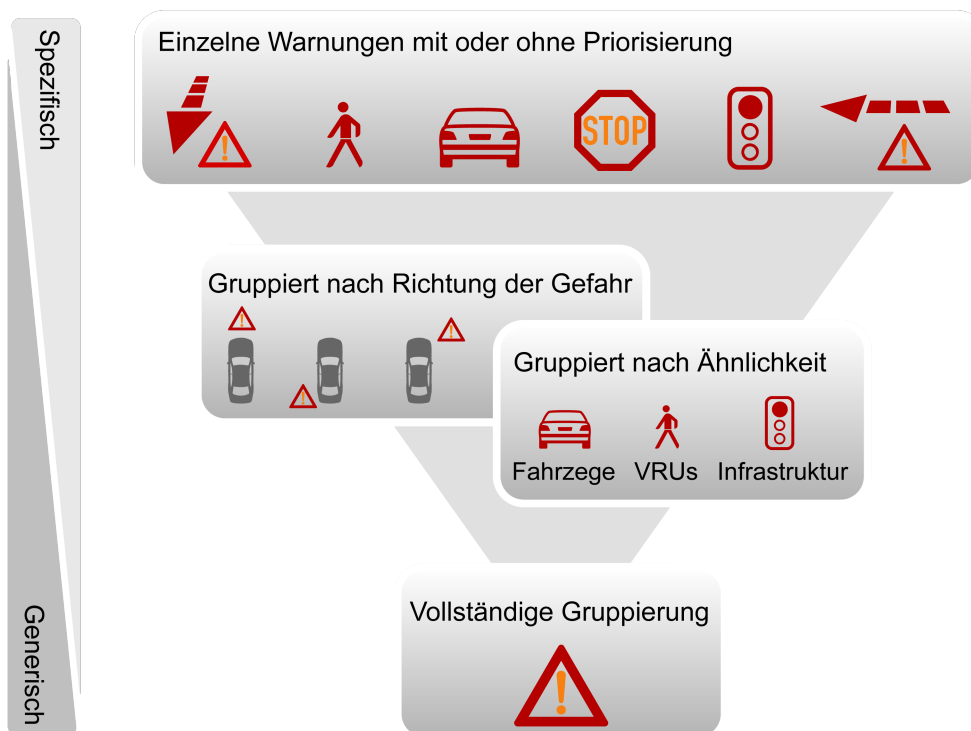 Spezifisch
Einzelne Warnungen mit oder ohne Priorisierung
STOP
Gruppiert nach Richtung der Gefahr
Gruppiert nach Ähnlichkeit
Fahrzege VRUs Infrastruktur
Generisch
Vollständige Gruppierung